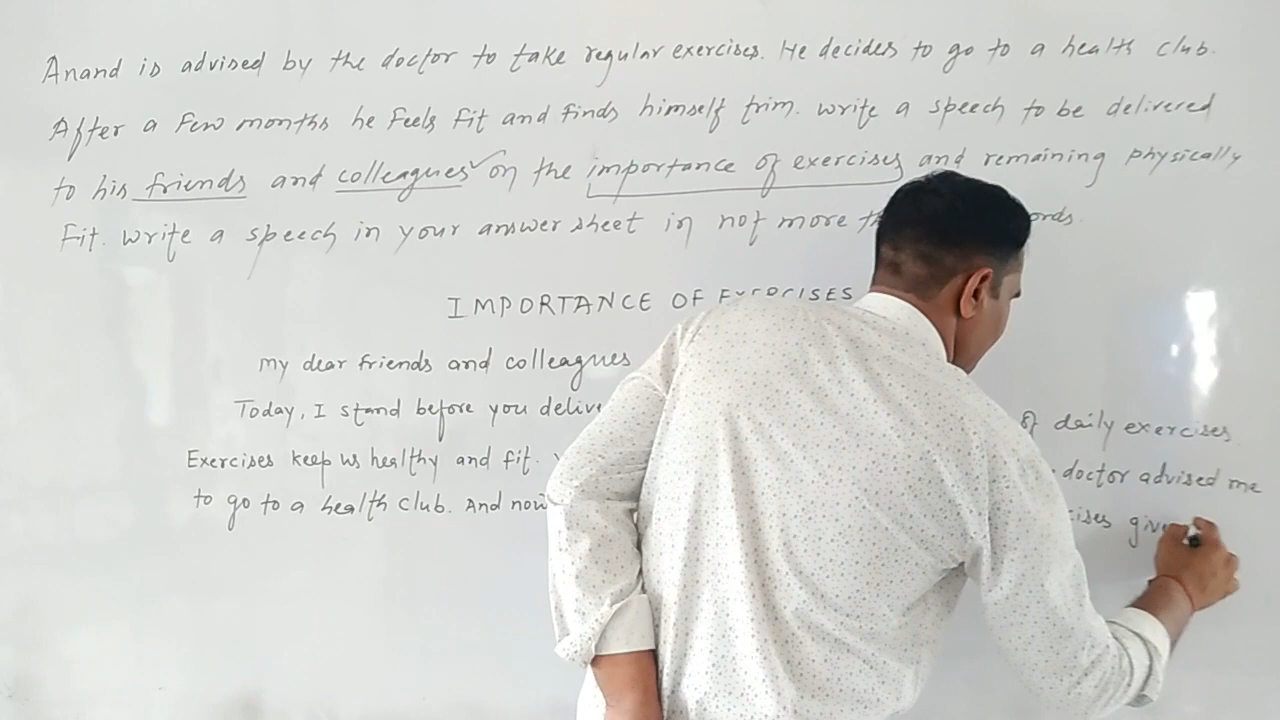 Anand is advised by the doctor to take regular exercises. He decides to go to a health club.
After a few months he feels fit and finds himself trim. write a speech to be delivered
to his friends and colleagues on the importance of exercises and remaining physically
fit. write a speech in your answer sheet in not more
IMPORTANCE OF EXERCISES
my dear friends and colleagues
Today, I stand before you of daily exercises
Exercises keep us healthy and fit. doctor advised me
to go to a health club. And now